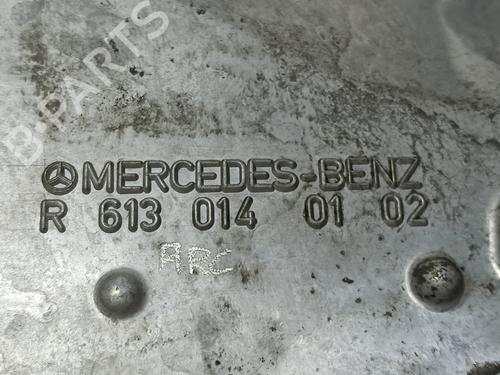 B-PARTS
MERCEDES-BENZ
R 613 014 01 02
ARC